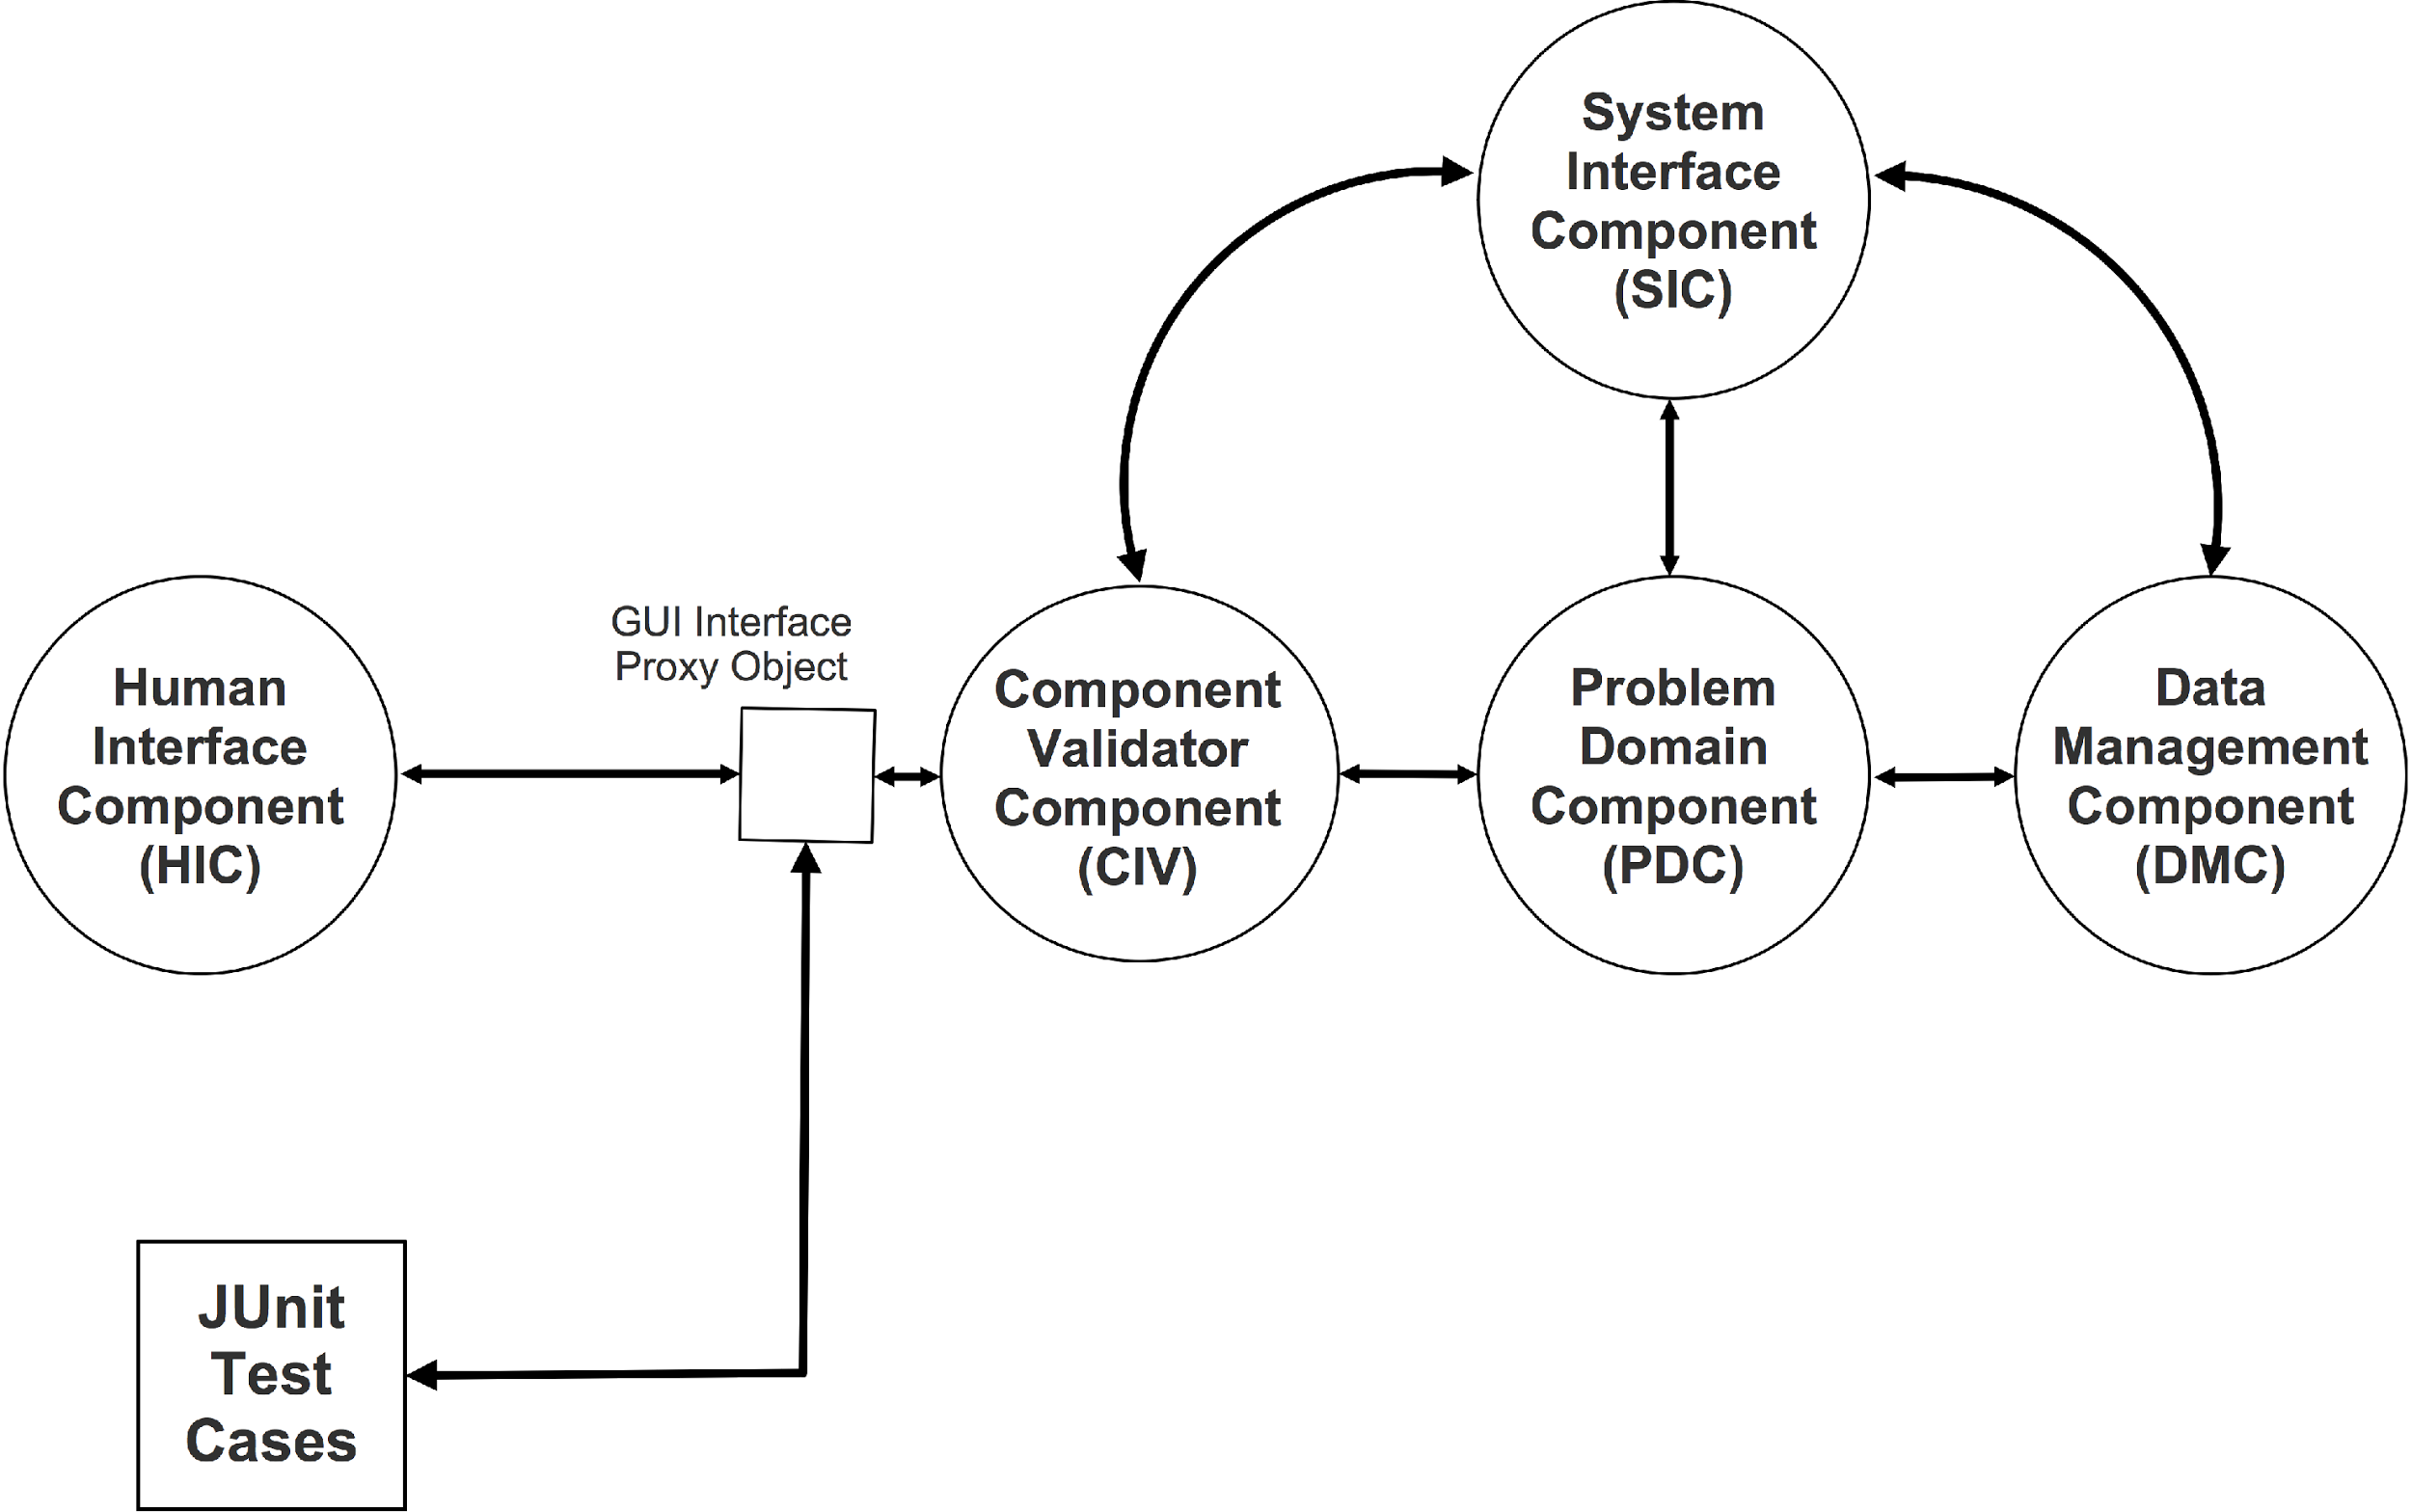 System
Interface
Component
(SIC)
GUI Interface
Proxy Object
Human
Interface
Component
(HIC)
Component
Validator
Component
(CIV)
Problem
Domain
Component
(PDC)
Data
Management
Component
(DMC)
JUnit
Test
Cases